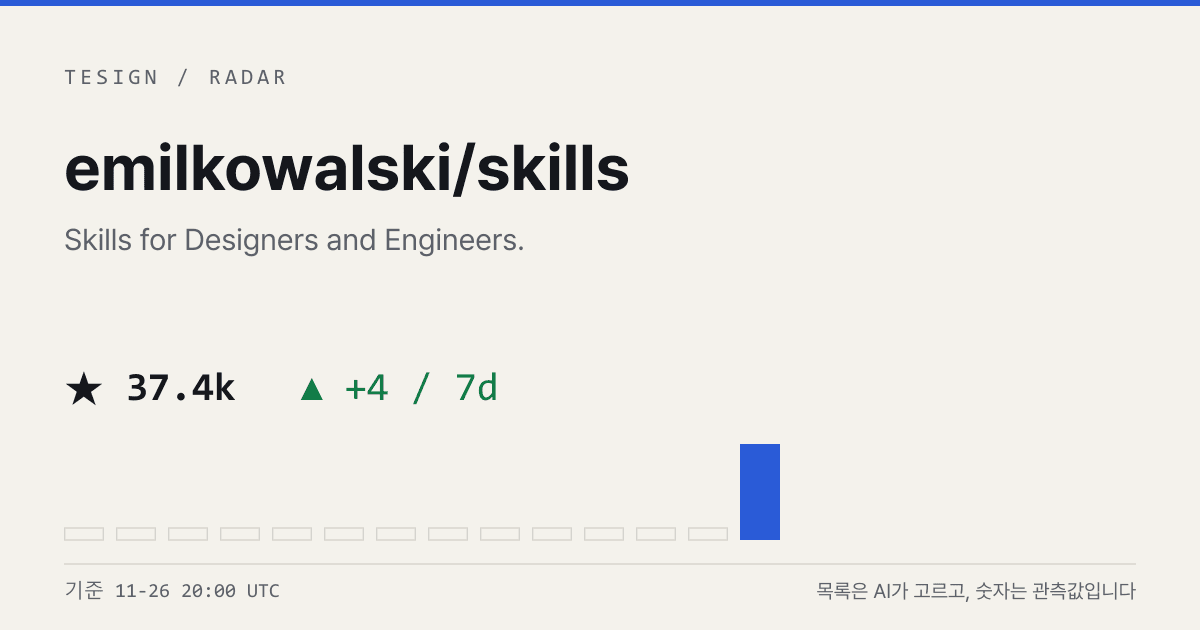 TESIGN / RADAR
emilkowalski/skills
Skills for Designers and Engineers.
★ 37.4k ▲ +4 / 7d
기준 11-26 20:00 UTC
목록은 AI가 고르고, 숫자는 관측값입니다